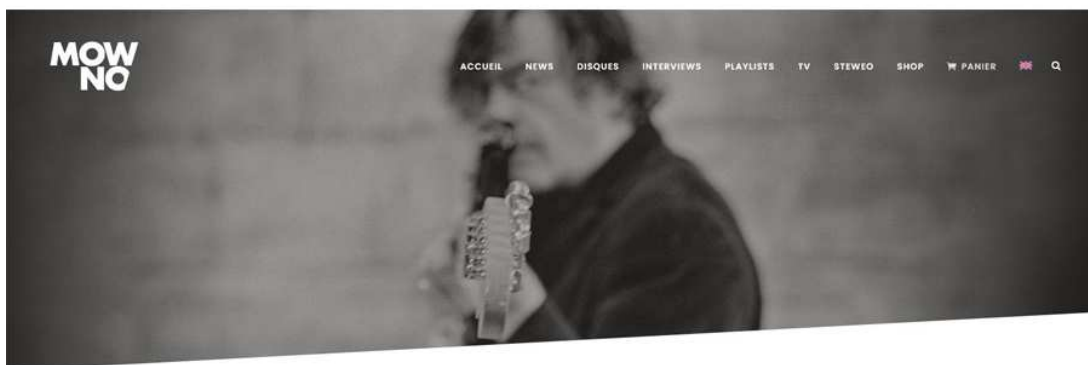 MOW
NO
ACCUEIL NEWS DISQUES INTERVIEWS PLAYLISTS TV STEWEO SHOP PANIER